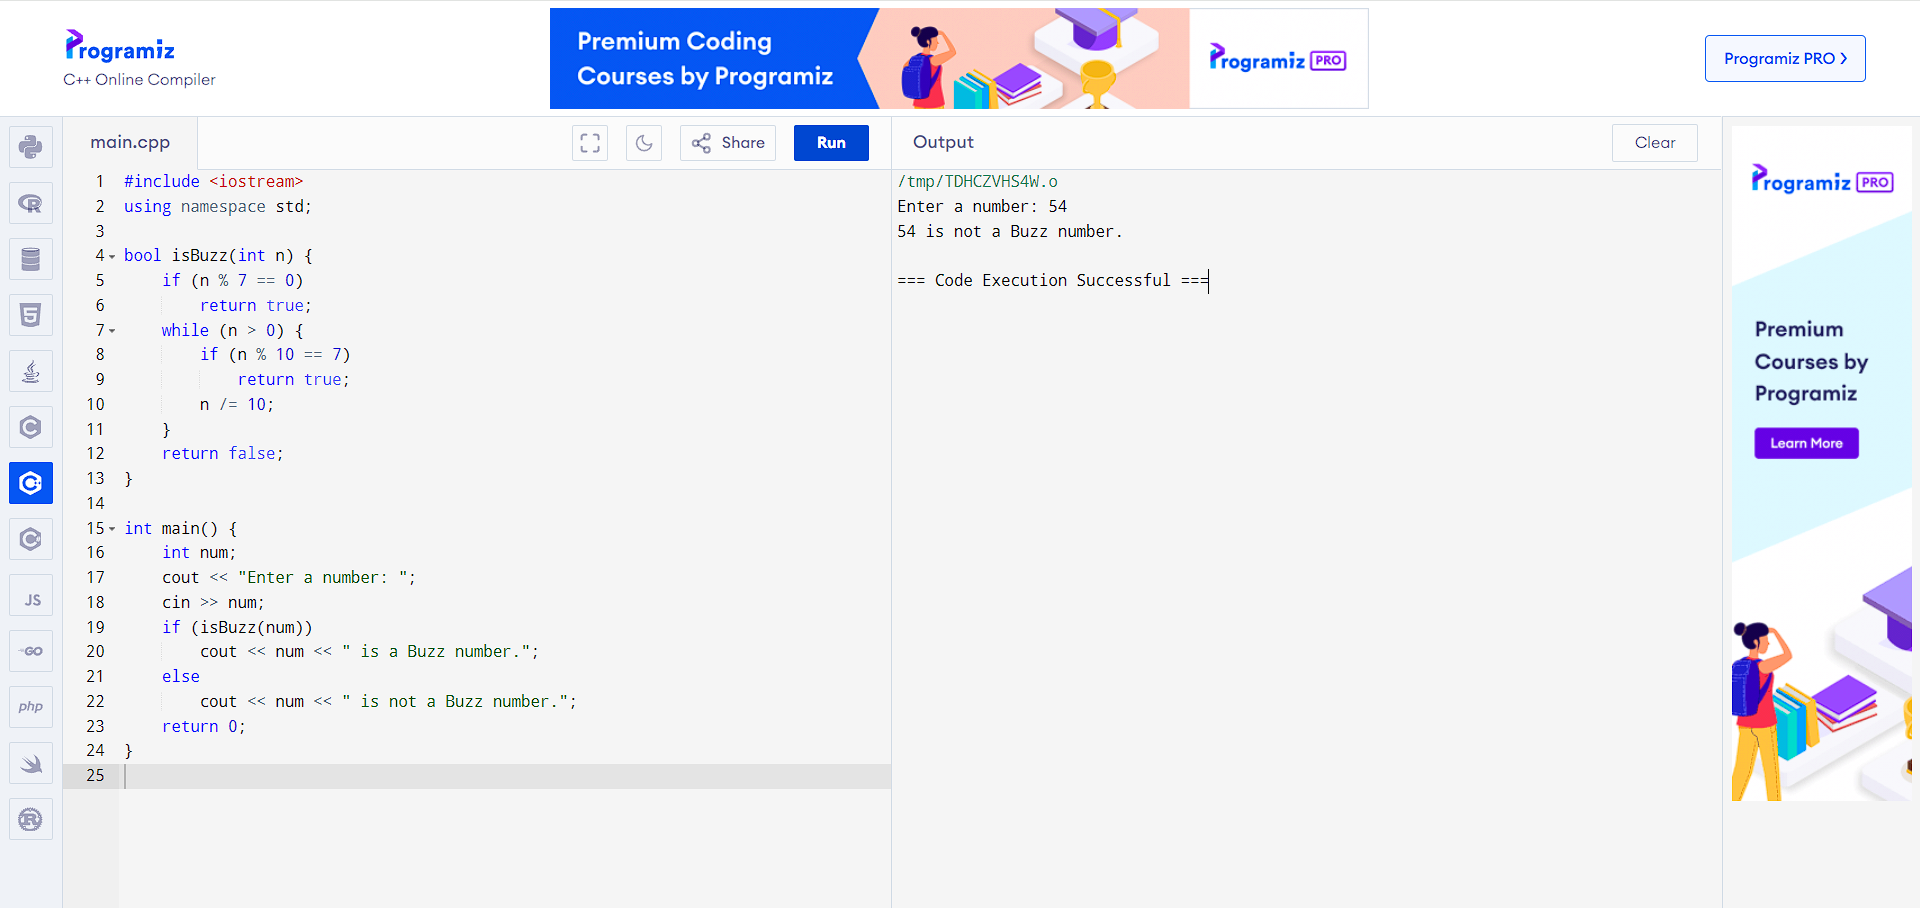 Programiz
C++ Online Compiler
Premium Coding
Courses by Programiz
Programiz PRO
Programiz PRO
main.cpp
Share
Run
Output
Clear
1 #include <iostream>
2 using namespace std;
3
4 bool isBuzz(int n) {
5 if (n % 7 == 0)
6 return true;
7 while (n > 0) {
8 if (n % 10 == 7)
9 return true;
10 n /= 10;
11 }
12 return false;
13 }
14
15 int main() {
16 int num;
17 cout << "Enter a number: ";
18 cin >> num;
19 if (isBuzz(num))
20 cout << num << " is a Buzz number.";
21 else
22 cout << num << " is not a Buzz number.";
23 return 0;
24 }
25
/tmp/TDHCZVHS4W.o
Enter a number: 54
54 is not a Buzz number.
=== Code Execution Successful ===
R
5
JS
GO
php
R
Programiz PRO
Premium
Courses by
Programiz
Learn More